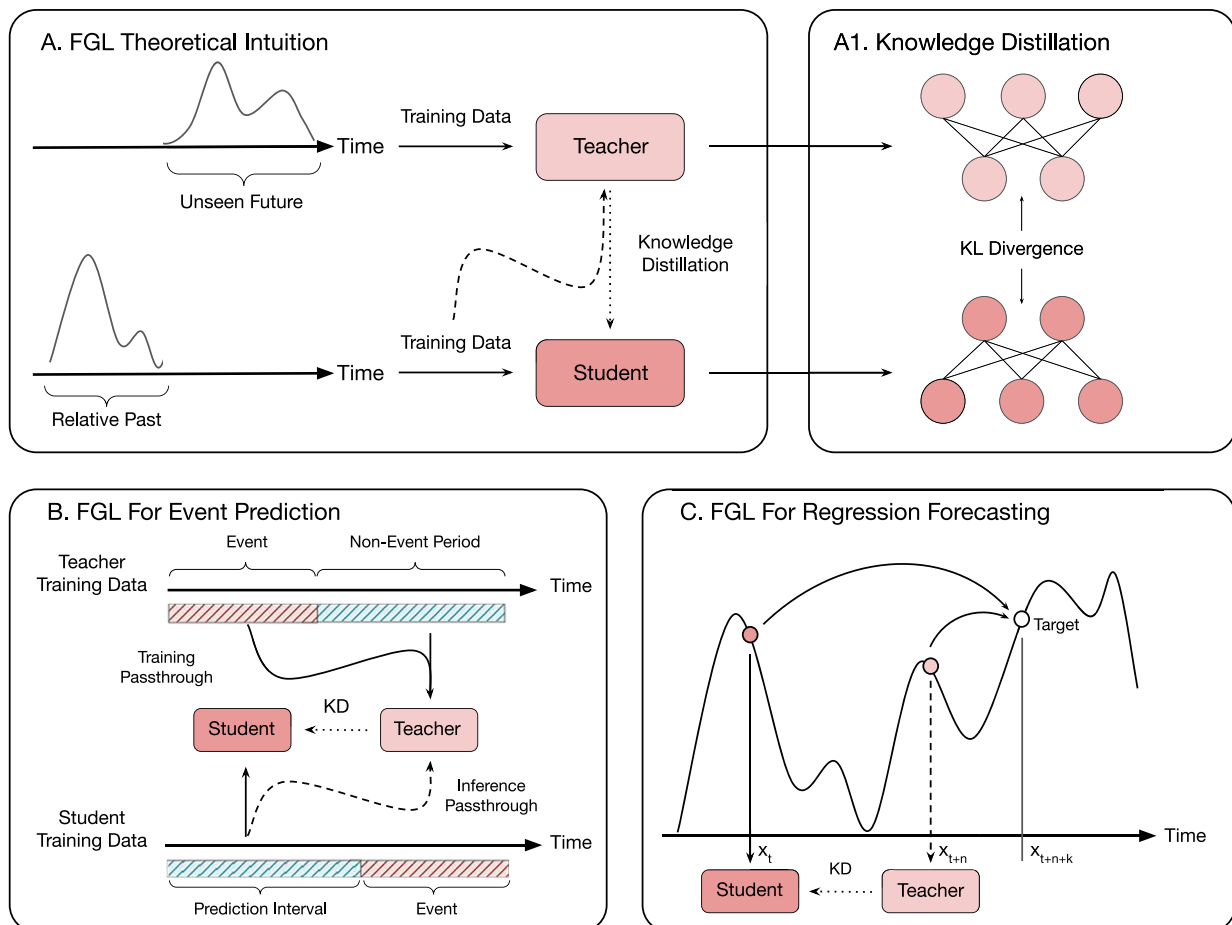 A. FGL Theoretical Intuition
Time
Unseen Future
Training Data
Teacher
Knowledge
Distillation
Relative Past
Time
Training Data
Student
A1. Knowledge Distillation
KL Divergence
B. FGL For Event Prediction
Event
Non-Event Period
Teacher
Training Data
Time
Training
Passthrough
Student
KD
Teacher
Inference
Passthrough
Student
Training Data
Time
Prediction Interval
Event
C. FGL For Regression Forecasting
Target
Time
x_t
x_{t+n}
x_{t+n+k}
Student
KD
Teacher